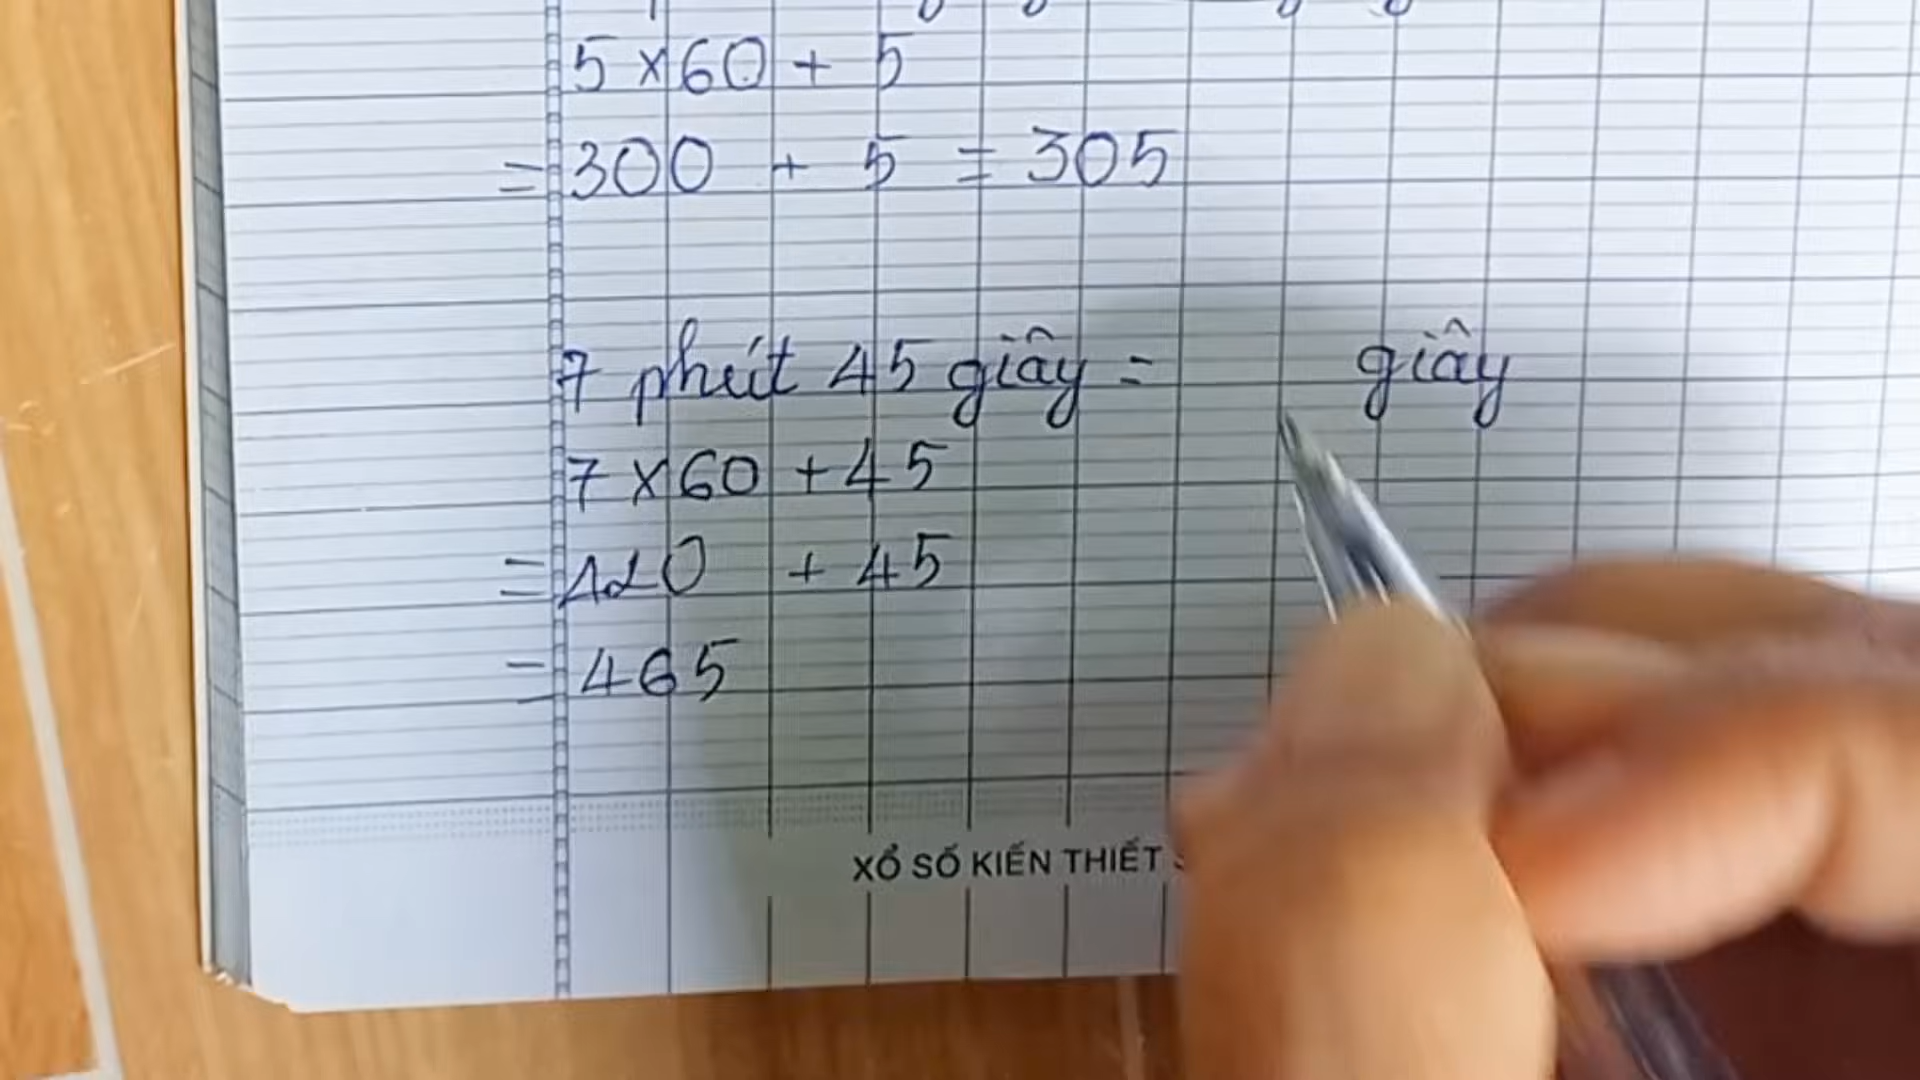 5 x 60 + 5
= 300 + 5 = 305
7 phút 45 giây = giây
7 x 60 + 45
= 420 + 45
= 465
XỔ SỐ KIẾN THIẾT